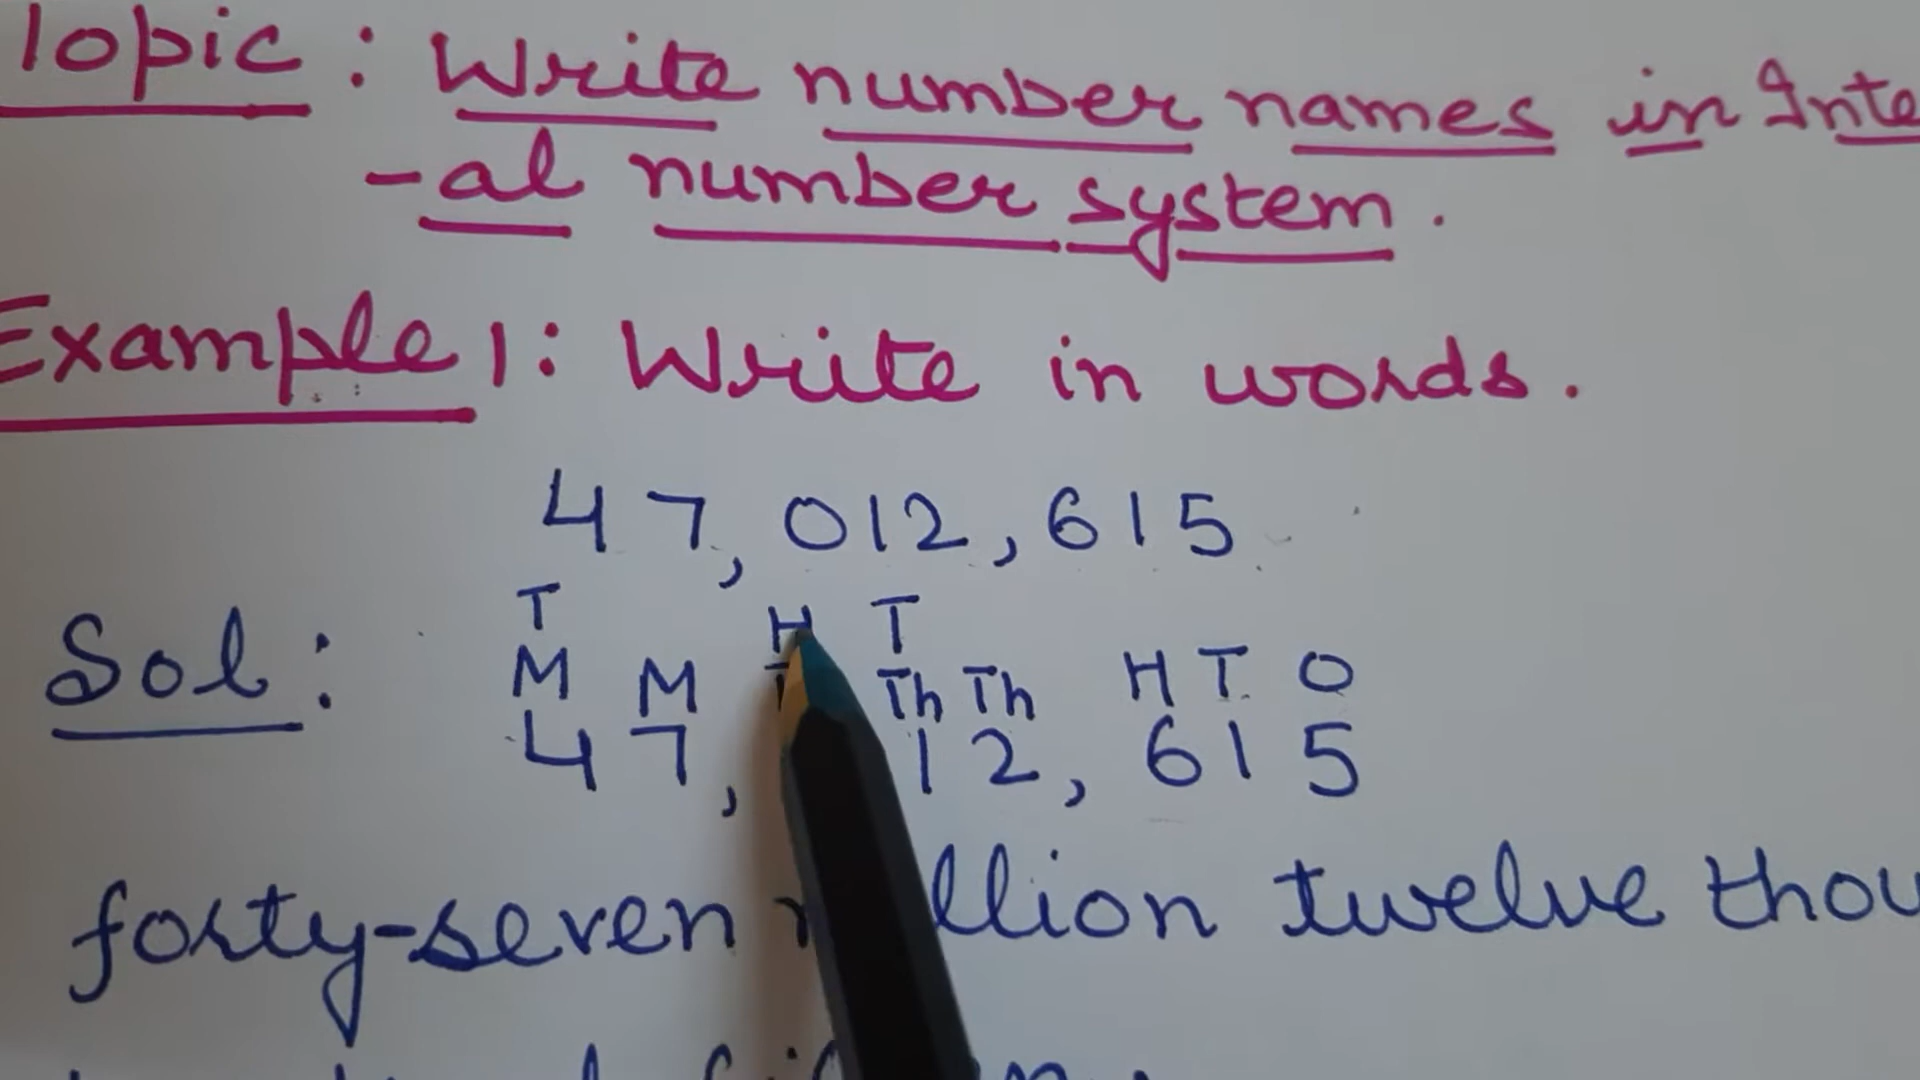 Topic: Write number names in Inte
-al number system.
Example 1: Write in words.
47,012,615
T H T
M M Th Th H T O
Sol: 47, 12,615
forty-seven llion twelve thou